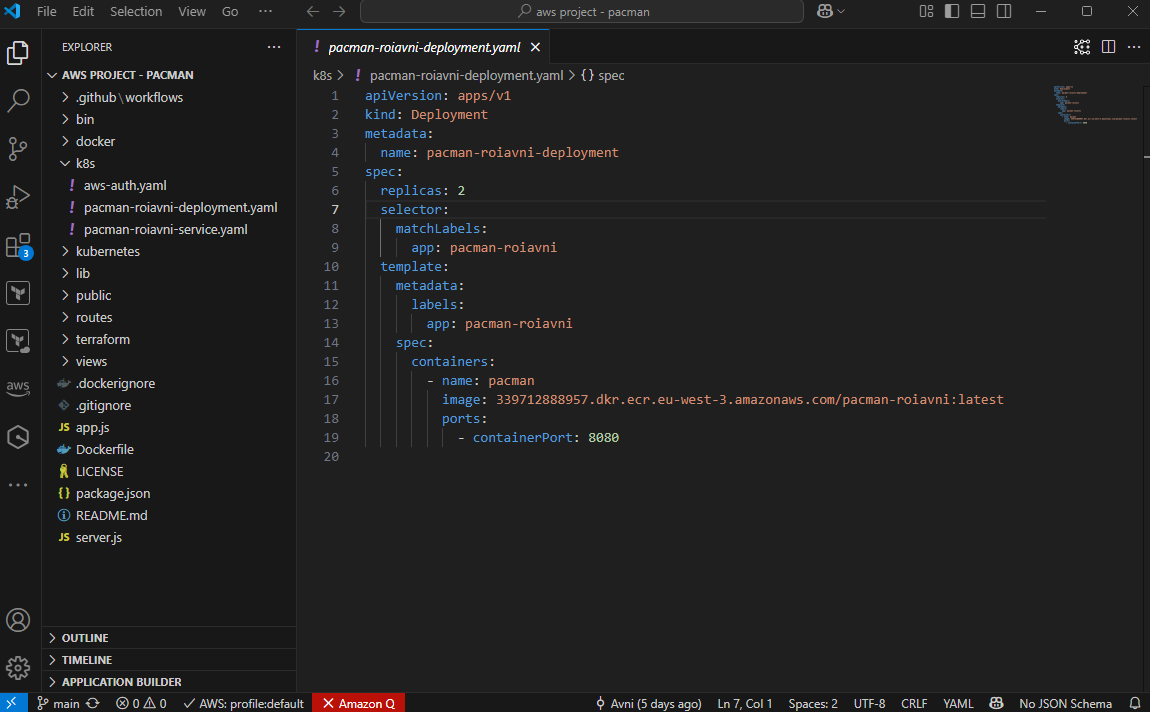 File Edit Selection View Go ··· aws project - pacman
EXPLORER ···
AWS PROJECT - PACMAN
.github\workflows
bin
docker
k8s
! aws-auth.yaml
! pacman-roiavni-deployment.yaml
! pacman-roiavni-service.yaml
kubernetes
lib
public
routes
terraform
views
.dockerignore
.gitignore
JS app.js
Dockerfile
LICENSE
{} package.json
README.md
JS server.js
OUTLINE
TIMELINE
APPLICATION BUILDER
3
aws
! pacman-roiavni-deployment.yaml
k8s > ! pacman-roiavni-deployment.yaml > {} spec
1 apiVersion: apps/v1
2 kind: Deployment
3 metadata:
4 name: pacman-roiavni-deployment
5 spec:
6 replicas: 2
7 selector:
8 matchLabels:
9 app: pacman-roiavni
10 template:
11 metadata:
12 labels:
13 app: pacman-roiavni
14 spec:
15 containers:
16 - name: pacman
17 image: 339712888957.dkr.ecr.eu-west-3.amazonaws.com/pacman-roiavni:latest
18 ports:
19 - containerPort: 8080
20
main 0 0 AWS: profile:default Amazon Q Avni (5 days ago) Ln 7, Col 1 Spaces: 2 UTF-8 CRLF YAML No JSON Schema